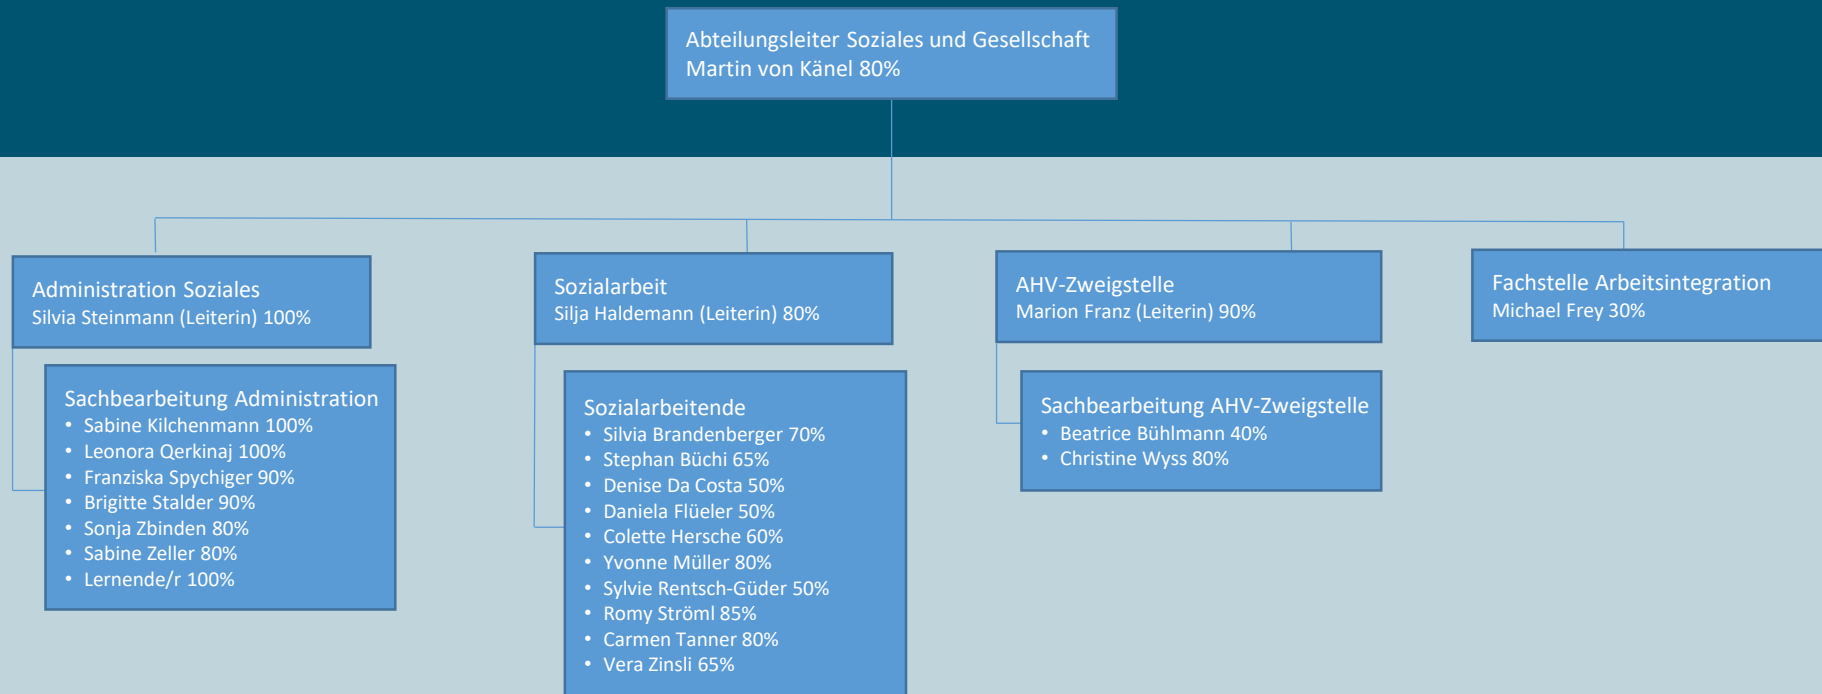 Abteilungsleiter Soziales und Gesellschaft
Martin von Känel 80%
Administration Soziales
Silvia Steinmann (Leiterin) 100%
Sachbearbeitung Administration
• Sabine Kilchenmann 100%
• Leonora Qerkinaj 100%
• Franziska Spychiger 90%
• Brigitte Stalder 90%
• Sonja Zbinden 80%
• Sabine Zeller 80%
• Lernende/r 100%
Sozialarbeit
Silja Haldemann (Leiterin) 80%
Sozialarbeitende
• Silvia Brandenberger 70%
• Stephan Büchi 65%
• Denise Da Costa 50%
• Daniela Flüeler 50%
• Colette Hersche 60%
• Yvonne Müller 80%
• Sylvie Rentsch-Güder 50%
• Romy Ströml 85%
• Carmen Tanner 80%
• Vera Zinsli 65%
AHV-Zweigstelle
Marion Franz (Leiterin) 90%
Sachbearbeitung AHV-Zweigstelle
• Beatrice Bühlmann 40%
• Christine Wyss 80%
Fachstelle Arbeitsintegration
Michael Frey 30%